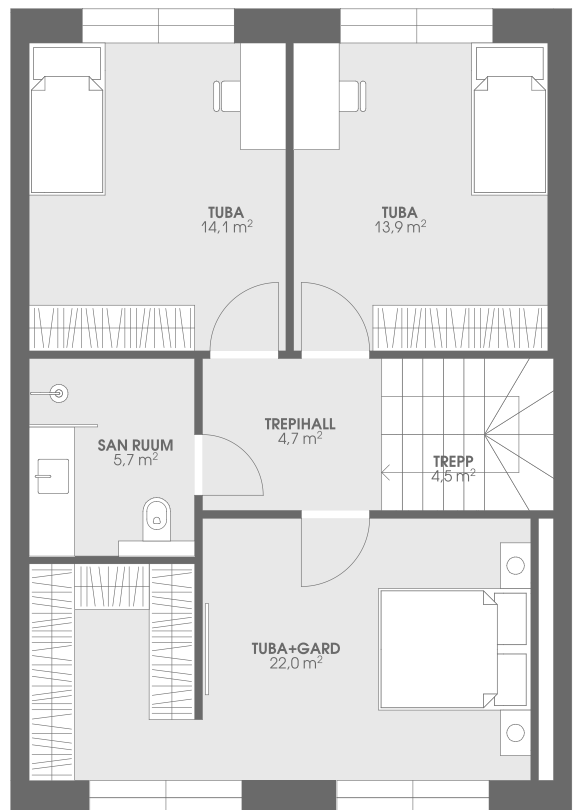 TUBA
14,1 m²
TUBA
13,9 m²
TREPIHALL
4,7 m²
SAN RUUM
5,7 m²
TREPP
4,5 m²
TUBA+GARD
22,0 m²